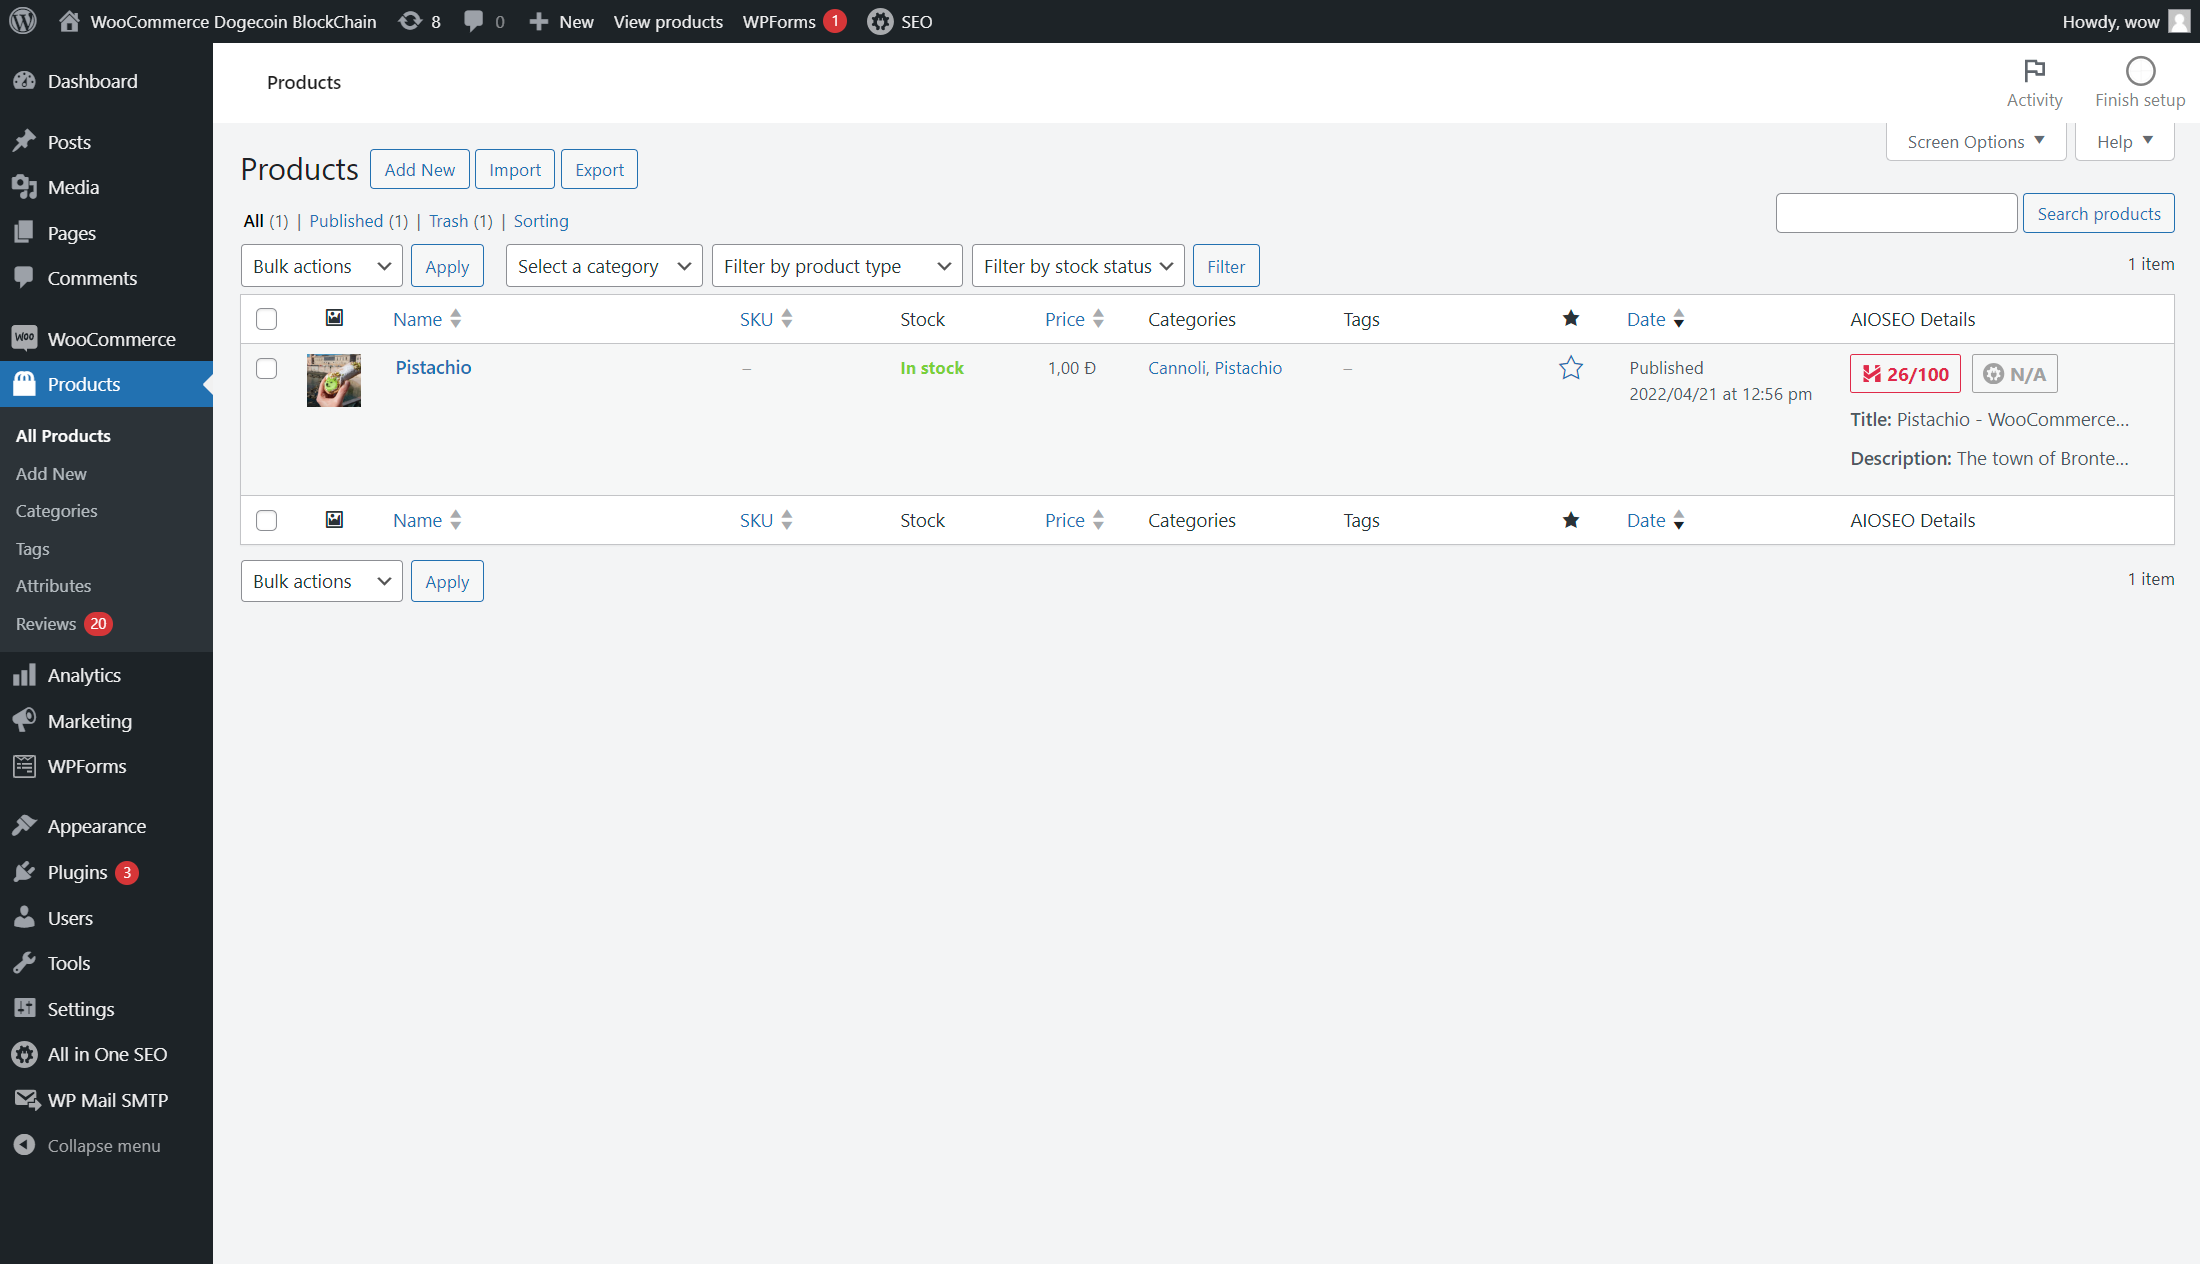 WooCommerce Dogecoin BlockChain 8 0 New View products WPForms 1 SEO Howdy, wow
Dashboard
Posts
Media
Pages
Comments
WOO WooCommerce
Products
All Products
Add New
Categories
Tags
Attributes
Reviews 20
Analytics
Marketing
WPForms
Appearance
Plugins 3
Users
Tools
Settings
All in One SEO
WP Mail SMTP
Collapse menu
Products
Activity Finish setup
Screen Options Help
Products Add New Import Export
All (1) | Published (1) | Trash (1) | Sorting
Search products
Bulk actions Apply Select a category Filter by product type Filter by stock status Filter 1 item
Name SKU Stock Price Categories Tags Date AIOSEO Details
Pistachio – In stock 1,00 Ð Cannoli, Pistachio – Published 26/100 N/A
2022/04/21 at 12:56 pm
Title: Pistachio - WooCommerce...
Description: The town of Bronte...
Name SKU Stock Price Categories Tags Date AIOSEO Details
Bulk actions Apply 1 item